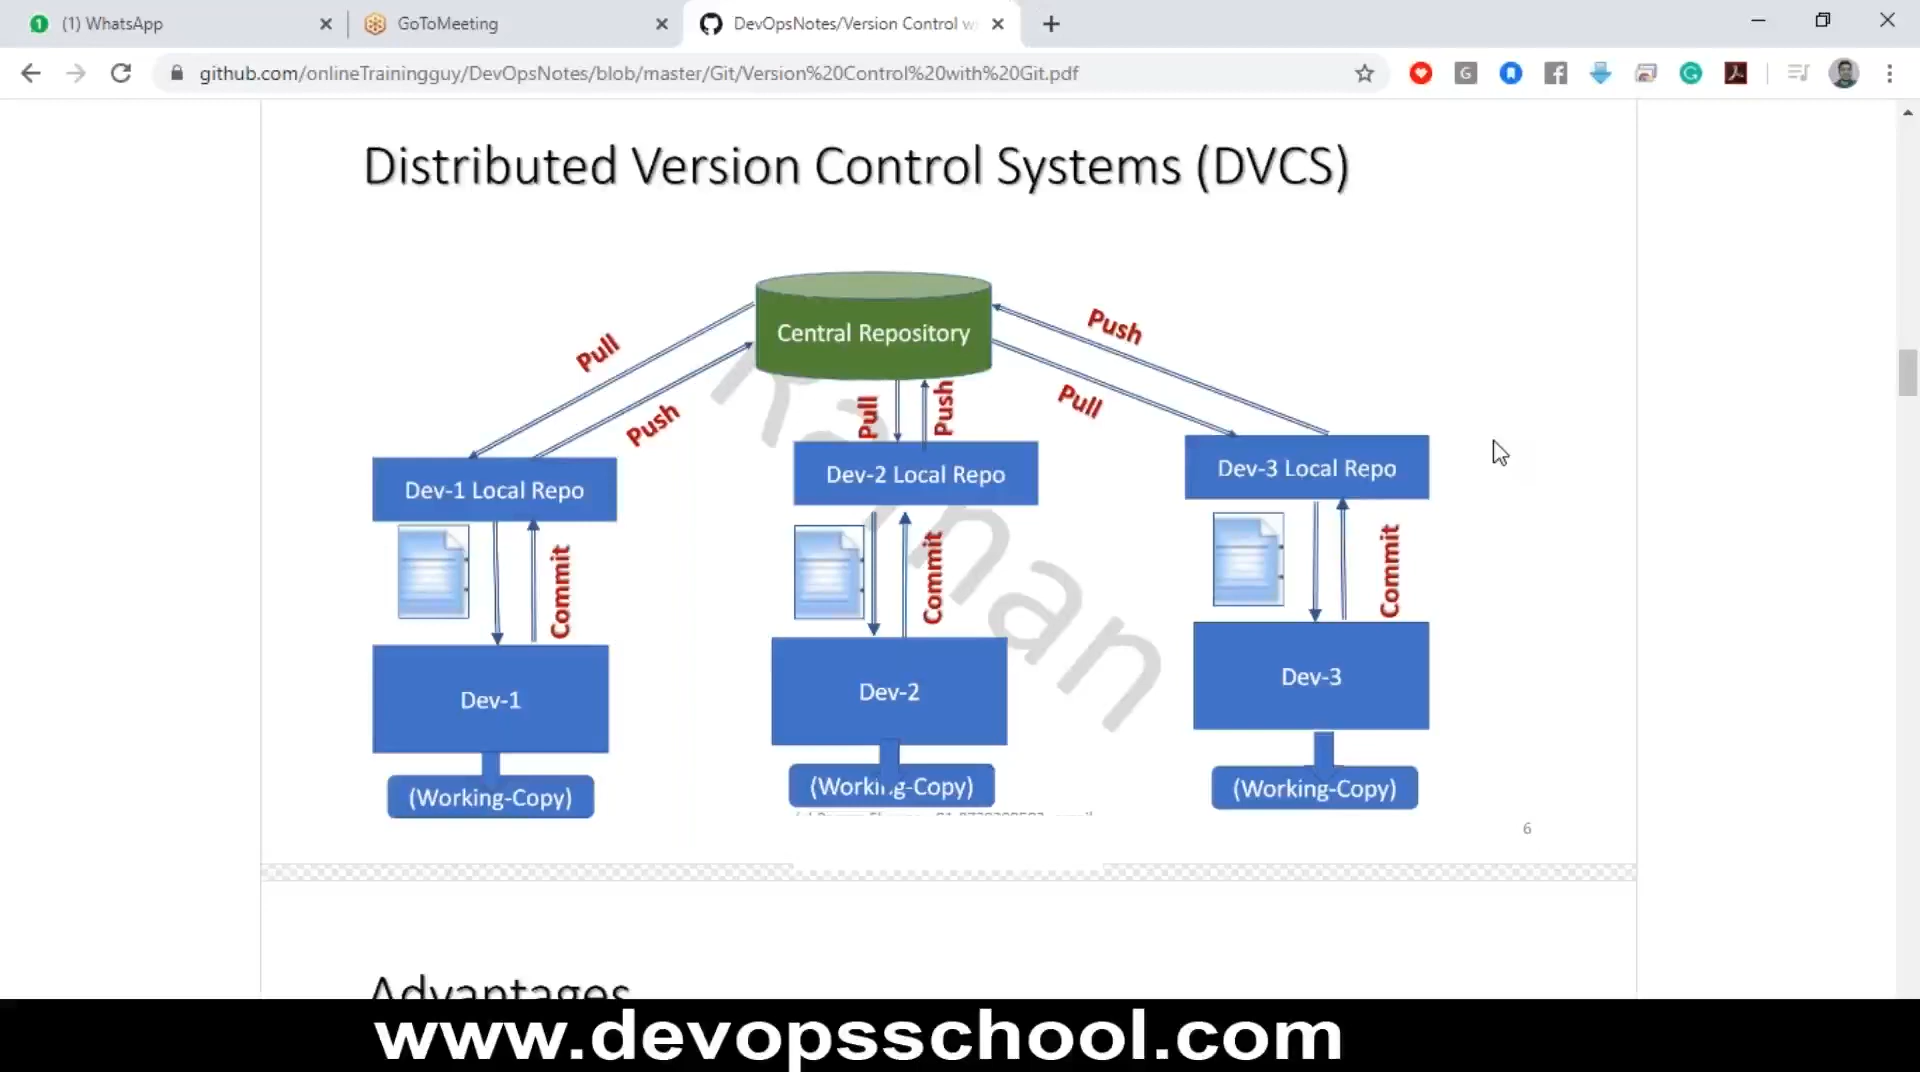 (1) WhatsApp
GoToMeeting
DevOpsNotes/Version Control w
github.com/onlineTrainingguy/DevOpsNotes/blob/master/Git/Version%20Control%20with%20Git.pdf
Distributed Version Control Systems (DVCS)
Central Repository
Pull
Push
Pull
Push
Push
Pull
Dev-1 Local Repo
Dev-2 Local Repo
Dev-3 Local Repo
Commit
Commit
Commit
Dev-1
Dev-2
Dev-3
(Working-Copy)
(Working-Copy)
(Working-Copy)
6
Advantages
www.devopsschool.com